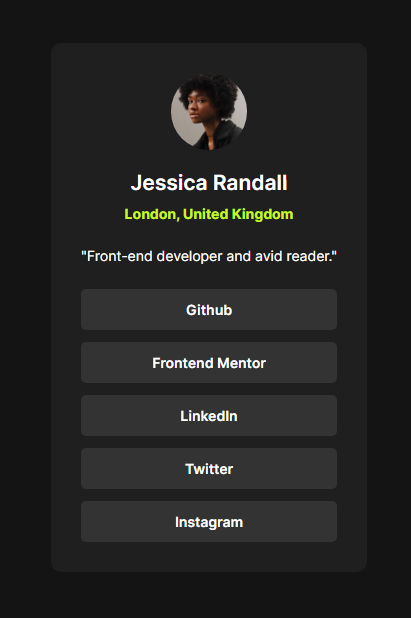 Jessica Randall
London, United Kingdom
"Front-end developer and avid reader."
Github
Frontend Mentor
LinkedIn
Twitter
Instagram